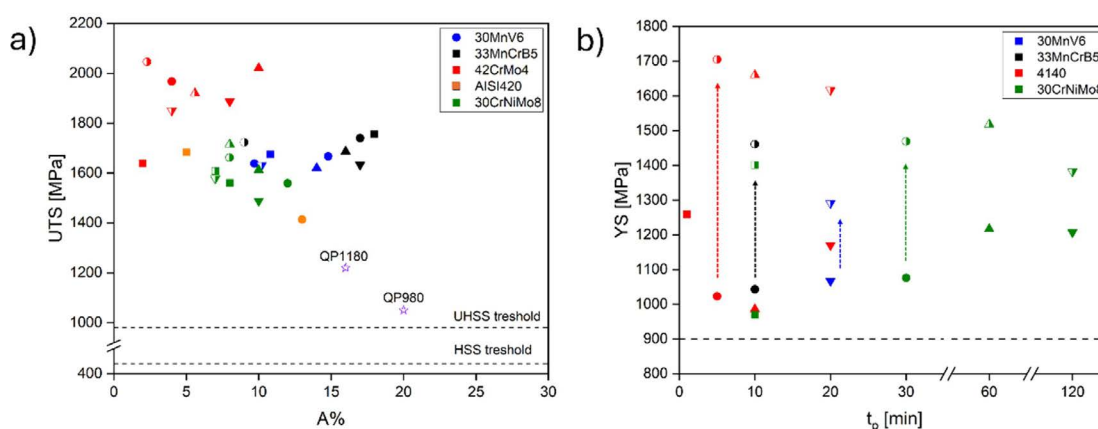 a)
UTS [MPa]
2200
2000
1800
1600
1400
1200
1000
400
30MnV6
33MnCrB5
42CrMo4
AISI420
30CrNiMo8
QP1180
QP980
UHSS treshold
HSS treshold
0 5 10 15 20 25 30
A%
b)
YS [MPa]
1800
1700
1600
1500
1400
1300
1200
1100
1000
900
800
30MnV6
33MnCrB5
4140
30CrNiMo8
0 10 20 30 60 120
tp [min]